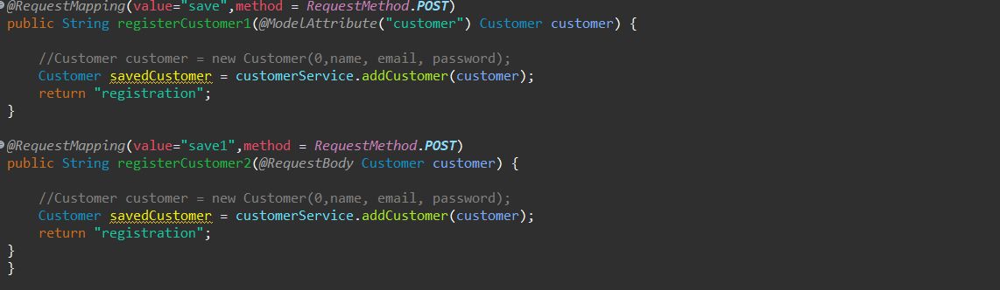 @RequestMapping(value="save",method = RequestMethod.POST)
public String registerCustomer1(@ModelAttribute("customer") Customer customer) {
//Customer customer = new Customer(0,name, email, password);
Customer savedCustomer = customerService.addCustomer(customer);
return "registration";
}
@RequestMapping(value="save1",method = RequestMethod.POST)
public String registerCustomer2(@RequestBody Customer customer) {
//Customer customer = new Customer(0,name, email, password);
Customer savedCustomer = customerService.addCustomer(customer);
return "registration";
}
}